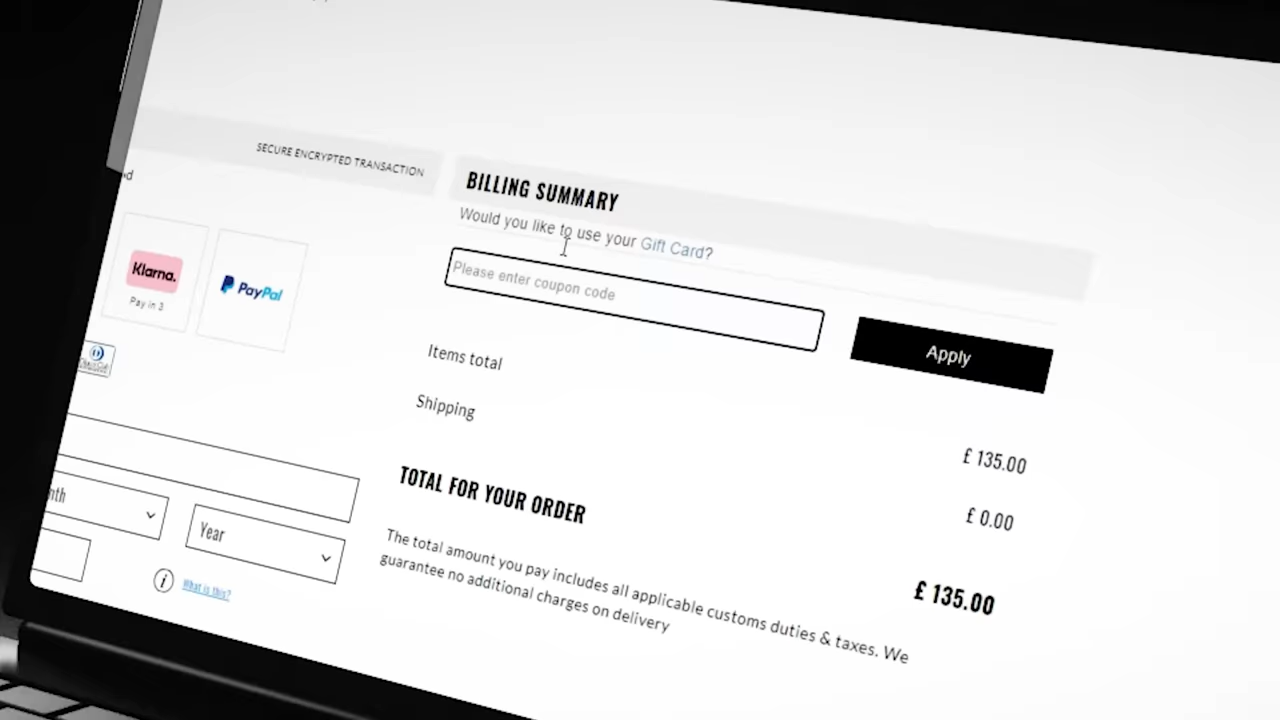 SECURE ENCRYPTED TRANSACTION
Klarna.
Pay in 3
PayPal
Year
What is this?
BILLING SUMMARY
Would you like to use your Gift Card?
Please enter coupon code
Apply
Items total
£ 135.00
Shipping
£ 0.00
TOTAL FOR YOUR ORDER
£ 135.00
The total amount you pay includes all applicable customs duties & taxes. We
guarantee no additional charges on delivery